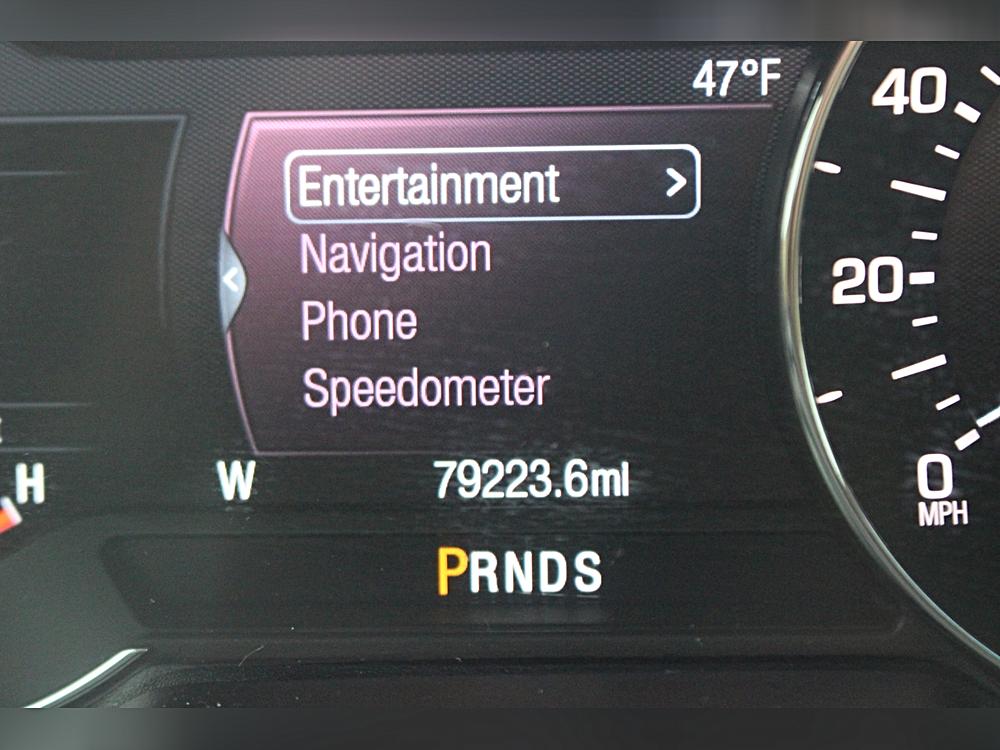 47°F
Entertainment >
Navigation
Phone
Speedometer
W 79223.6mi
PRNDS
H
40
20
0
MPH